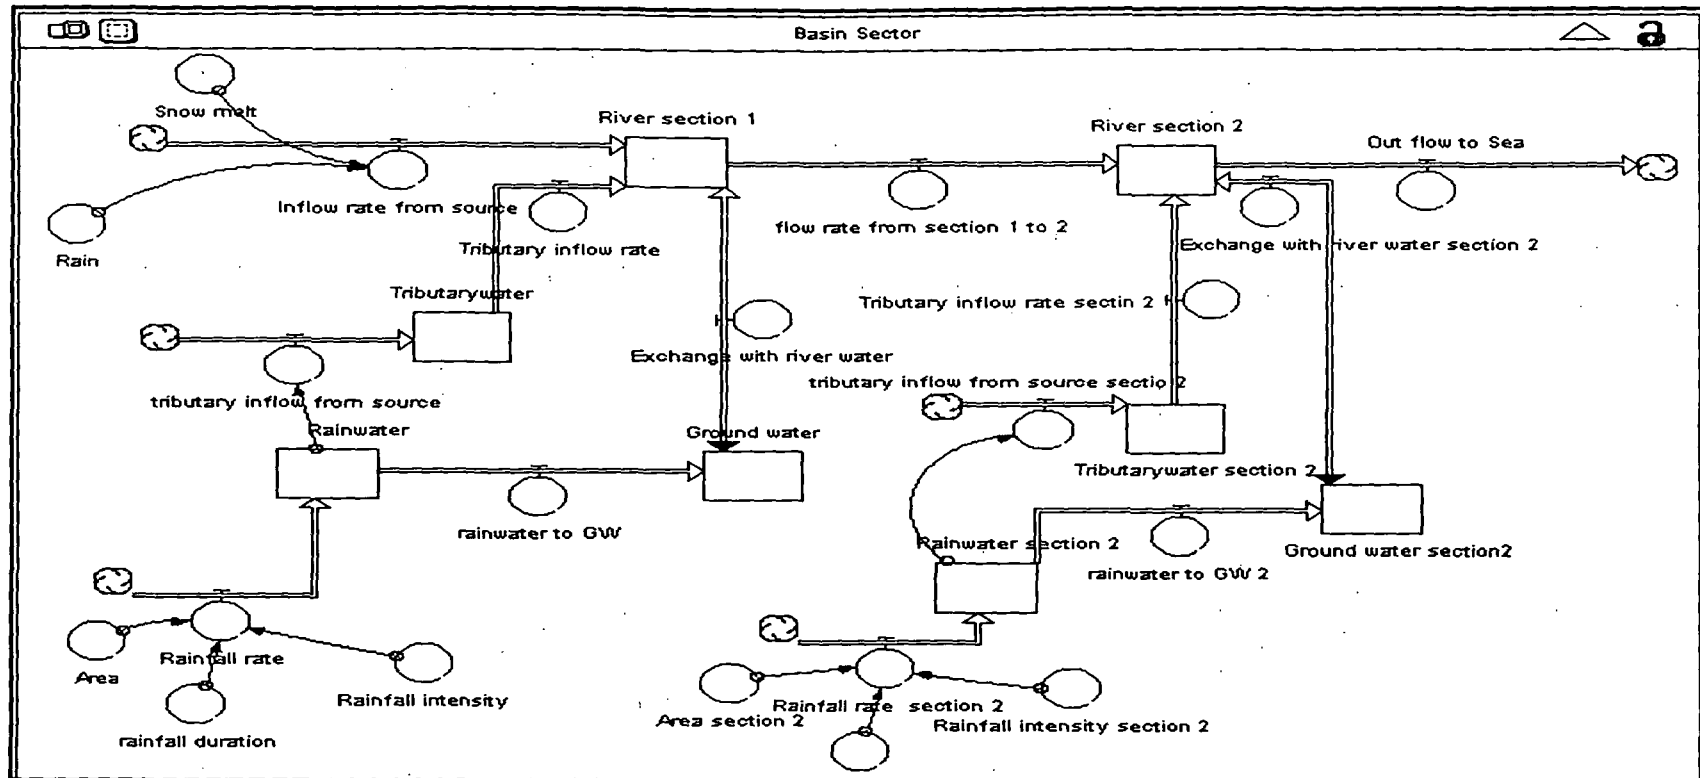 Basin Sector
Snow melt
River section 1
River section 2
Out flow to Sea
Inflow rate from source
Rain
Tributary inflow rate
flow rate from section 1 to 2
Exchange with river water section 2
Tributarywater
Tributary inflow rate sectin 2
Exchange with river water
tributary inflow from source sectio 2
tributary inflow from source
Rainwater
Ground water
Tributarywater section 2
rainwater to GW
Rainwater section 2
Ground water section2
rainwater to GW 2
Rainfall rate
Area
Rainfall intensity
rainfall duration
Rainfall rate section 2
Area section 2
Rainfall intensity section 2